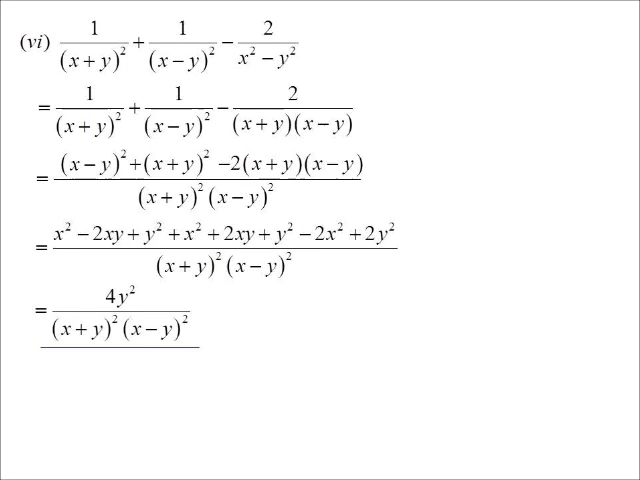 (vi) 1/(x + y)² + 1/(x − y)² − 2/(x² − y²)
= 1/(x + y)² + 1/(x − y)² − 2/((x + y)(x − y))
= ((x − y)² + (x + y)² − 2(x + y)(x − y))/((x + y)²(x − y)²)
= (x² − 2xy + y² + x² + 2xy + y² − 2x² + 2y²)/((x + y)²(x − y)²)
= 4y²/((x + y)²(x − y)²)